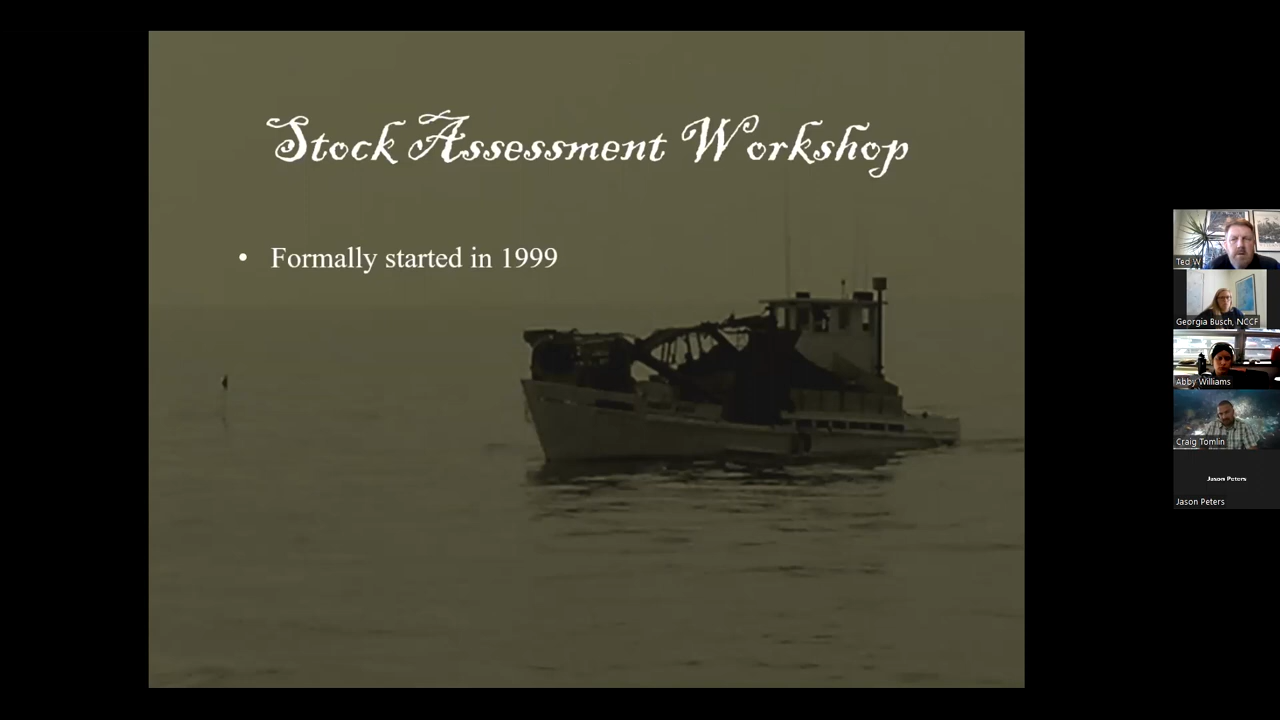 Stock Assessment Workshop
• Formally started in 1999
Ted W
Georgia Busch, NCCF
Abby Williams
Craig Tomlin
Jason Peters
Jason Peters